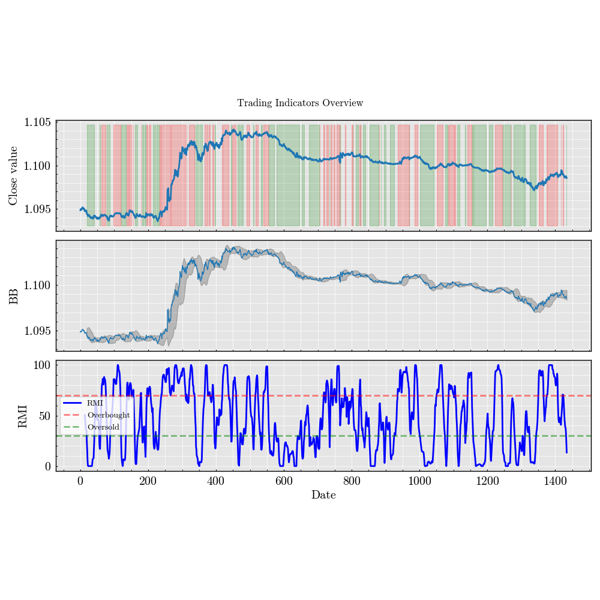 Trading Indicators Overview
1.105
1.100
1.095
Close value
1.100
1.095
BB
100
50
0
RMI
RMI
Overbought
Oversold
0 200 400 600 800 1000 1200 1400
Date